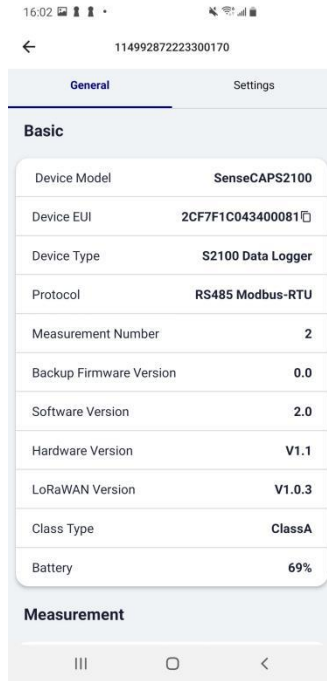 16:02
114992872223300170
General Settings
Basic
Device Model SenseCAPS2100
Device EUI 2CF7F1C043400081
Device Type S2100 Data Logger
Protocol RS485 Modbus-RTU
Measurement Number 2
Backup Firmware Version 0.0
Software Version 2.0
Hardware Version V1.1
LoRaWAN Version V1.0.3
Class Type ClassA
Battery 69%
Measurement